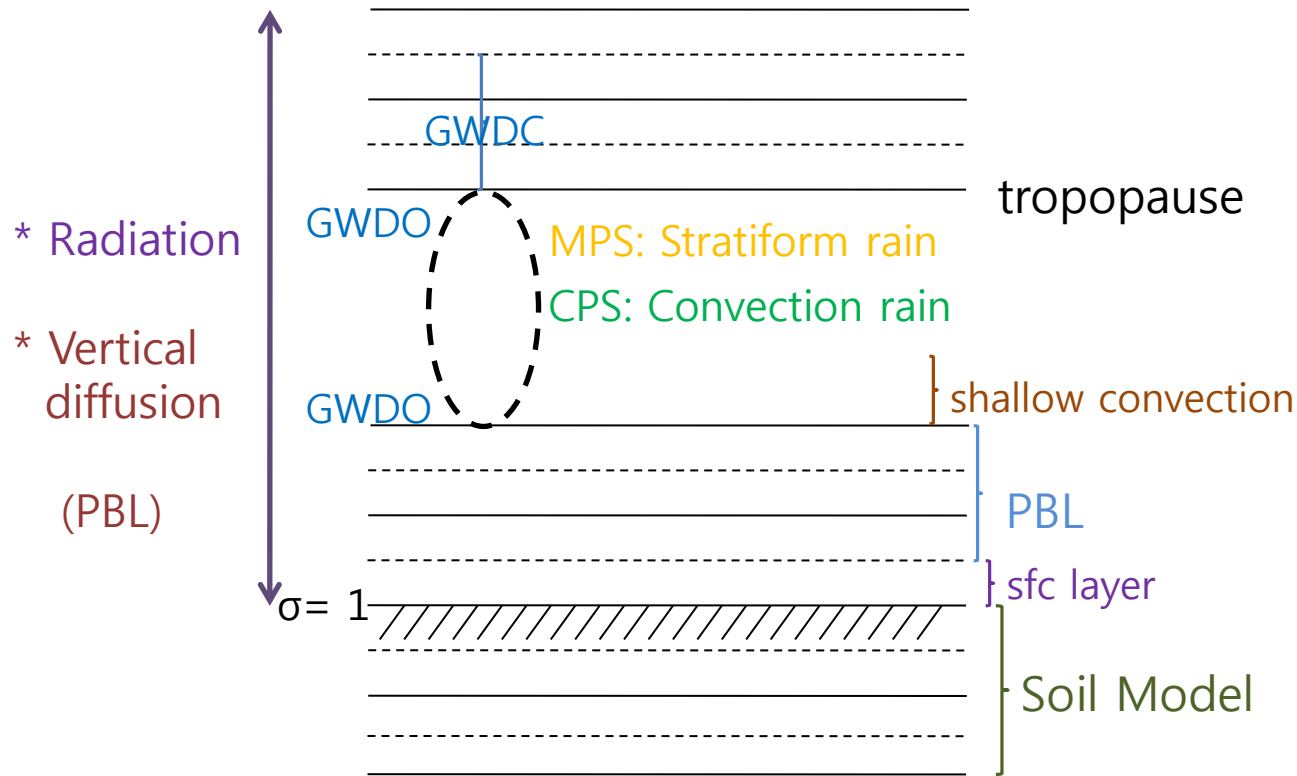 GWDC
tropopause
GWDO
* Radiation
MPS: Stratiform rain
CPS: Convection rain
* Vertical
diffusion
shallow convection
GWDO
(PBL)
PBL
sfc layer
σ= 1
Soil Model